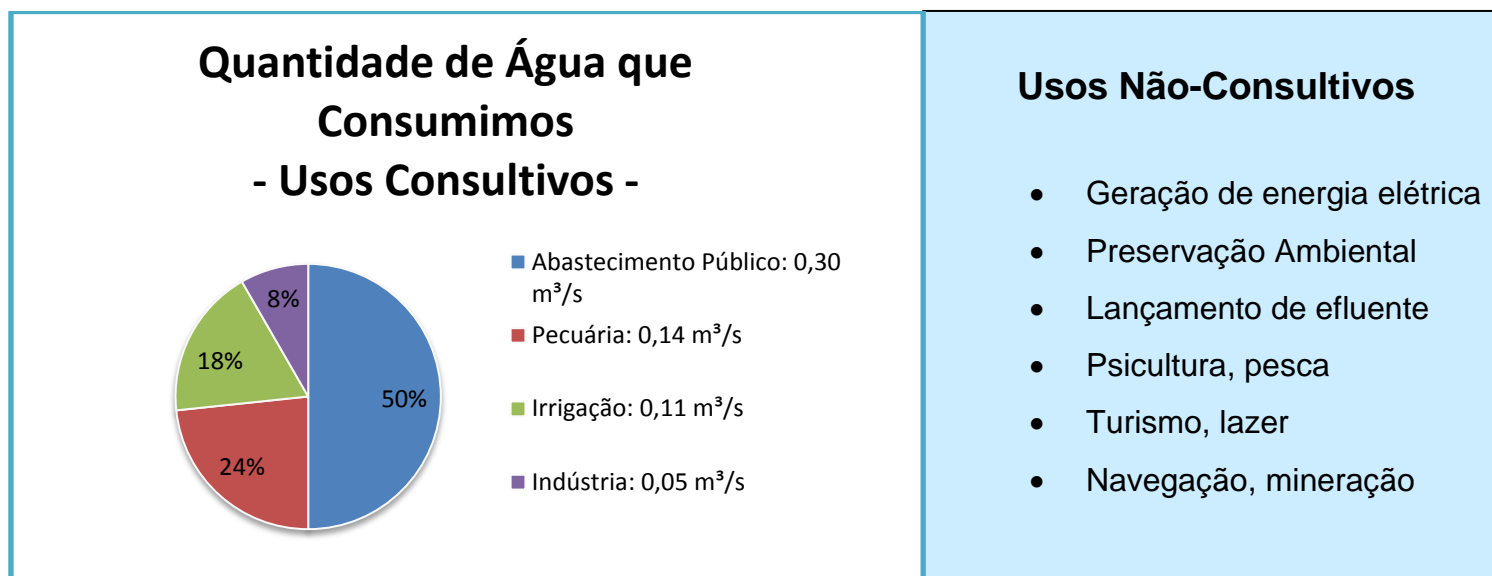 Quantidade de Água que
Consumimos
- Usos Consultivos -
8%
18%
50%
24%
Abastecimento Público: 0,30
m³/s
Pecuária: 0,14 m³/s
Irrigação: 0,11 m³/s
Indústria: 0,05 m³/s
Usos Não-Consultivos
• Geração de energia elétrica
• Preservação Ambiental
• Lançamento de efluente
• Psicultura, pesca
• Turismo, lazer
• Navegação, mineração